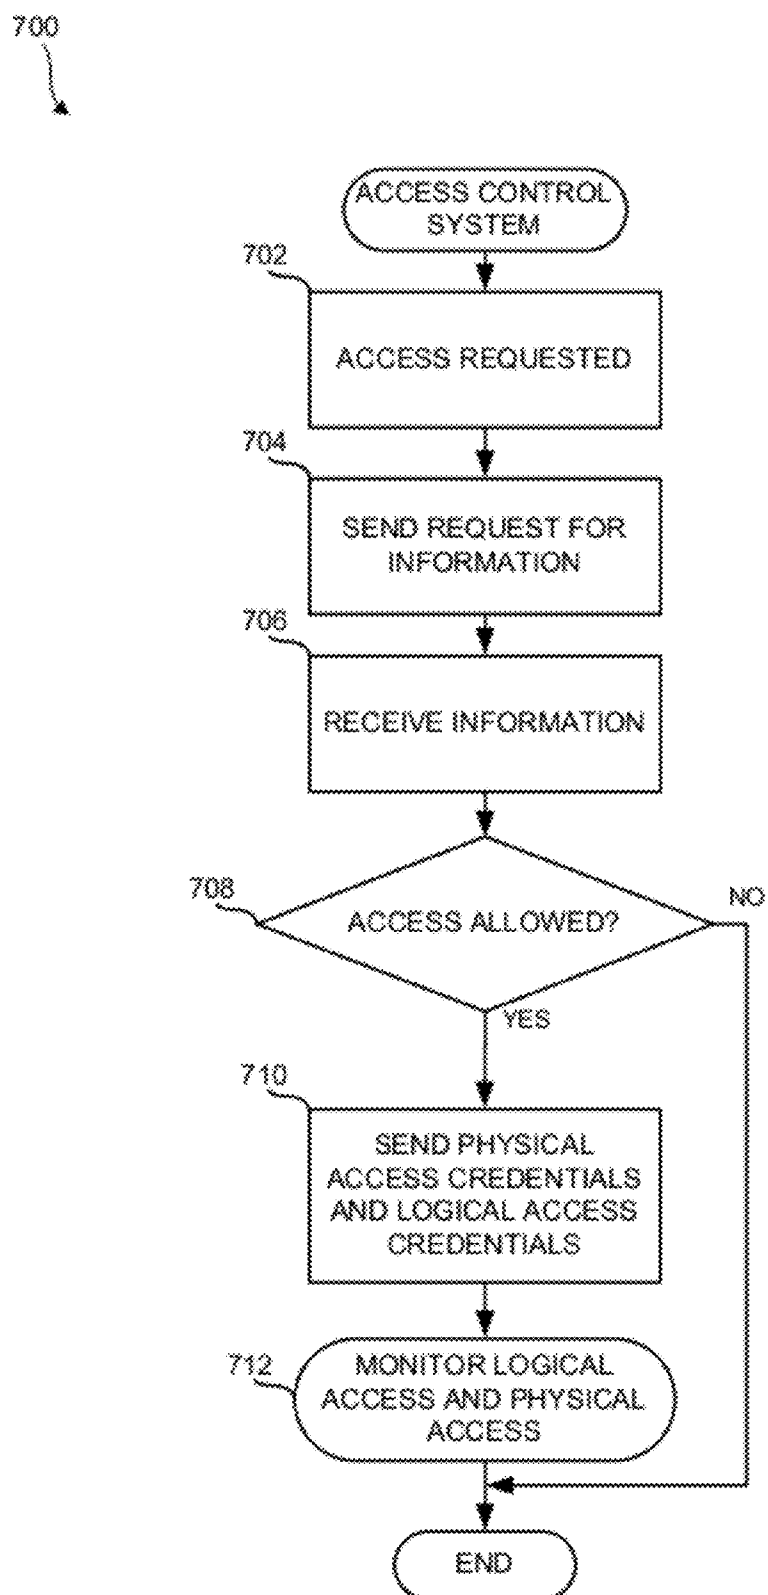 700
ACCESS CONTROL
SYSTEM
702
ACCESS REQUESTED
704
SEND REQUEST FOR
INFORMATION
706
RECEIVE INFORMATION
708
ACCESS ALLOWED?
NO
YES
710
SEND PHYSICAL
ACCESS CREDENTIALS
AND LOGICAL ACCESS
CREDENTIALS
712
MONITOR LOGICAL
ACCESS AND PHYSICAL
ACCESS
END